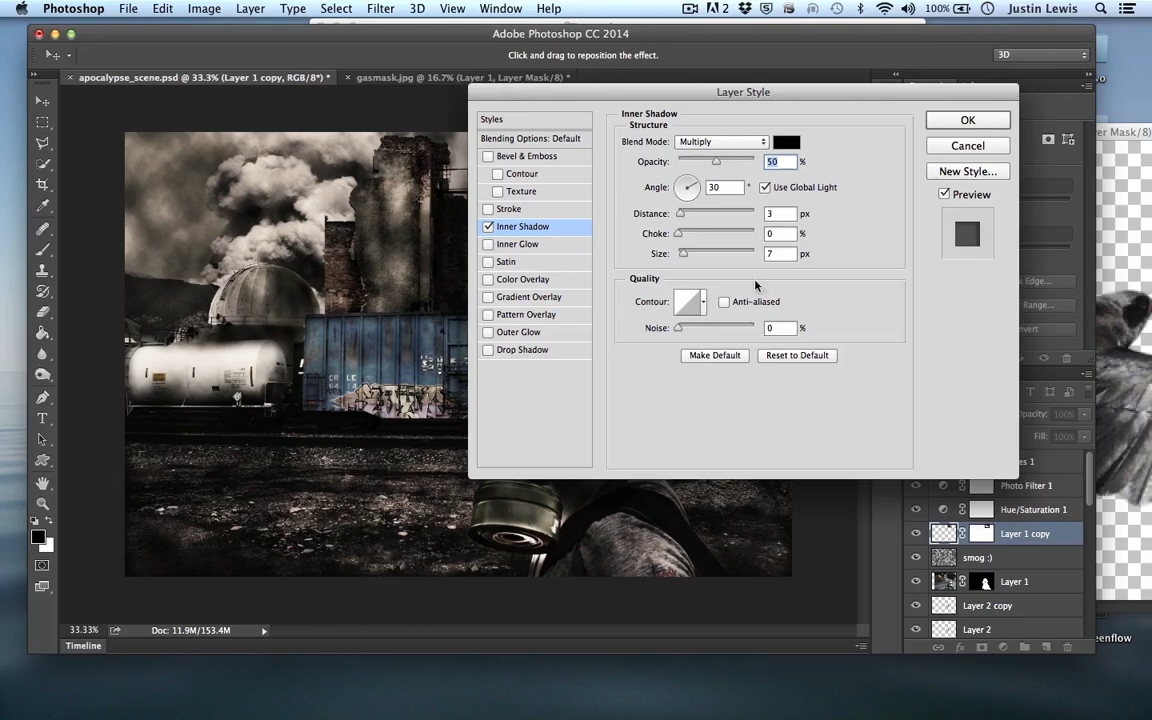 Photoshop File Edit Image Layer Type Select Filter 3D View Window Help 2 5 100% Justin Lewis
Adobe Photoshop CC 2014
Click and drag to reposition the effect. 3D
apocalypse_scene.psd @ 33.3% (Layer 1 copy, RGB/8*) * gasmask.jpg @ 16.7% (Layer 1, Layer Mask/8) *
Layer Style
Styles
Blending Options: Default
Bevel & Emboss
Contour
Texture
Stroke
Inner Shadow
Inner Glow
Satin
Color Overlay
Gradient Overlay
Pattern Overlay
Outer Glow
Drop Shadow
Inner Shadow
Structure
Blend Mode: Multiply
Opacity: 50 %
Angle: 30 ° Use Global Light
Distance: 3 px
Choke: 0 %
Size: 7 px
Quality
Contour: Anti-aliased
Noise: 0 %
Make Default Reset to Default
OK
Cancel
New Style...
Preview
Mask/8)
Edge...
Range...
Opacity: 100%
Fill: 100%
Photo Filter 1
Hue/Saturation 1
Layer 1 copy
smog :)
Layer 1
Layer 2 copy
Layer 2
33.33% Doc: 11.9M/153.4M
Timeline
eenflow